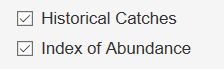 Historical Catches
Index of Abundance